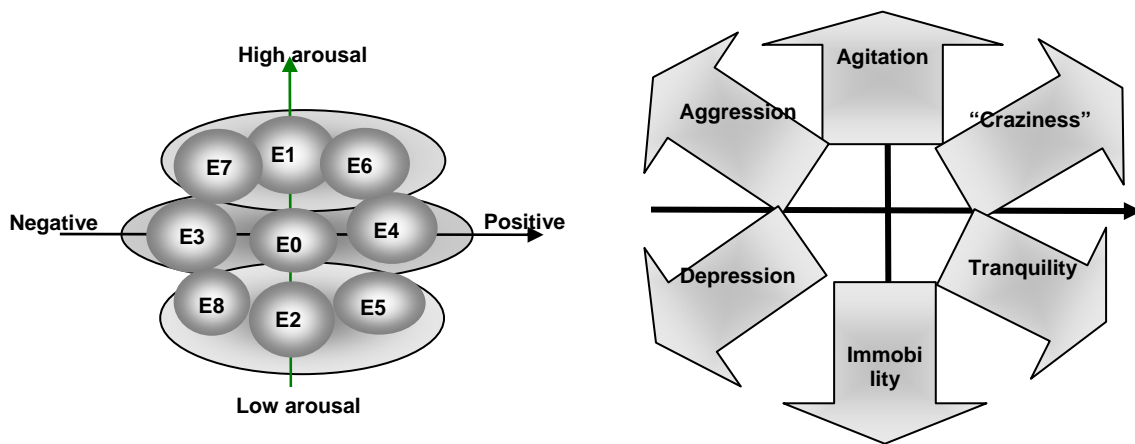 High arousal
E7
E1
E6
Negative
E3
E0
E4
Positive
E8
E2
E5
Low arousal
Agitation
Aggression
“Craziness”
Depression
Tranquility
Immobi
lity